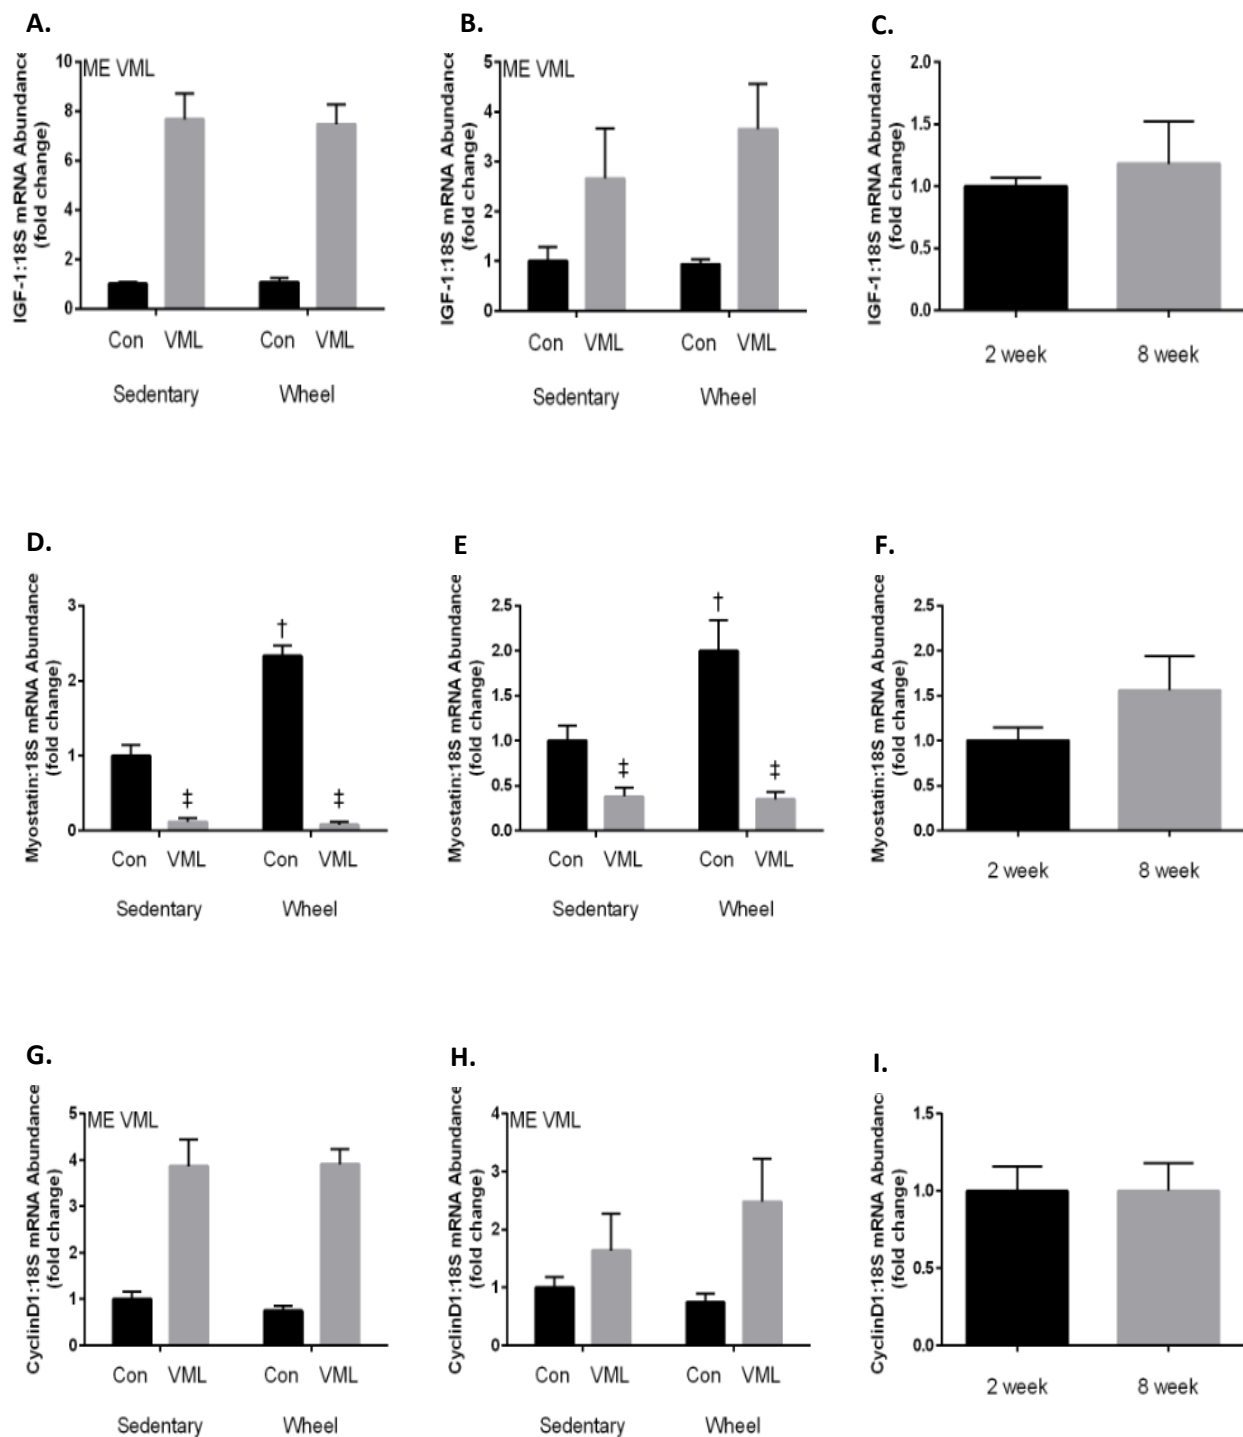 A.
IGF-1:18S mRNA Abundance
(fold change)
10
8
6
4
2
0
ME VML
Con VML Con VML
Sedentary Wheel
B.
IGF-1:18S mRNA Abundance
(fold change)
5
4
3
2
1
0
ME VML
Con VML Con VML
Sedentary Wheel
C.
IGF-1:18S mRNA Abundanc
(fold change)
2.0
1.5
1.0
0.5
0.0
2 week 8 week
D.
Myostatin:18S mRNA Abundance
(fold change)
3
2
1
0
†
‡ ‡
Con VML Con VML
Sedentary Wheel
E
Myostatin:18S mRNA Abundance
(fold change)
2.5
2.0
1.5
1.0
0.5
0.0
†
‡ ‡
Con VML Con VML
Sedentary Wheel
F.
Myostatin:18S mRNA Abundance
(fold change)
2.5
2.0
1.5
1.0
0.5
0.0
2 week 8 week
G.
CyclinD1:18S mRNA Abundance
(fold change)
5
4
3
2
1
0
ME VML
Con VML Con VML
Sedentary Wheel
H.
CyclinD1:18S mRNA Abundance
(fold change)
4
3
2
1
0
ME VML
Con VML Con VML
Sedentary Wheel
I.
CyclinD1:18S mRNA Abundanc
(fold change)
1.5
1.0
0.5
0.0
2 week 8 week